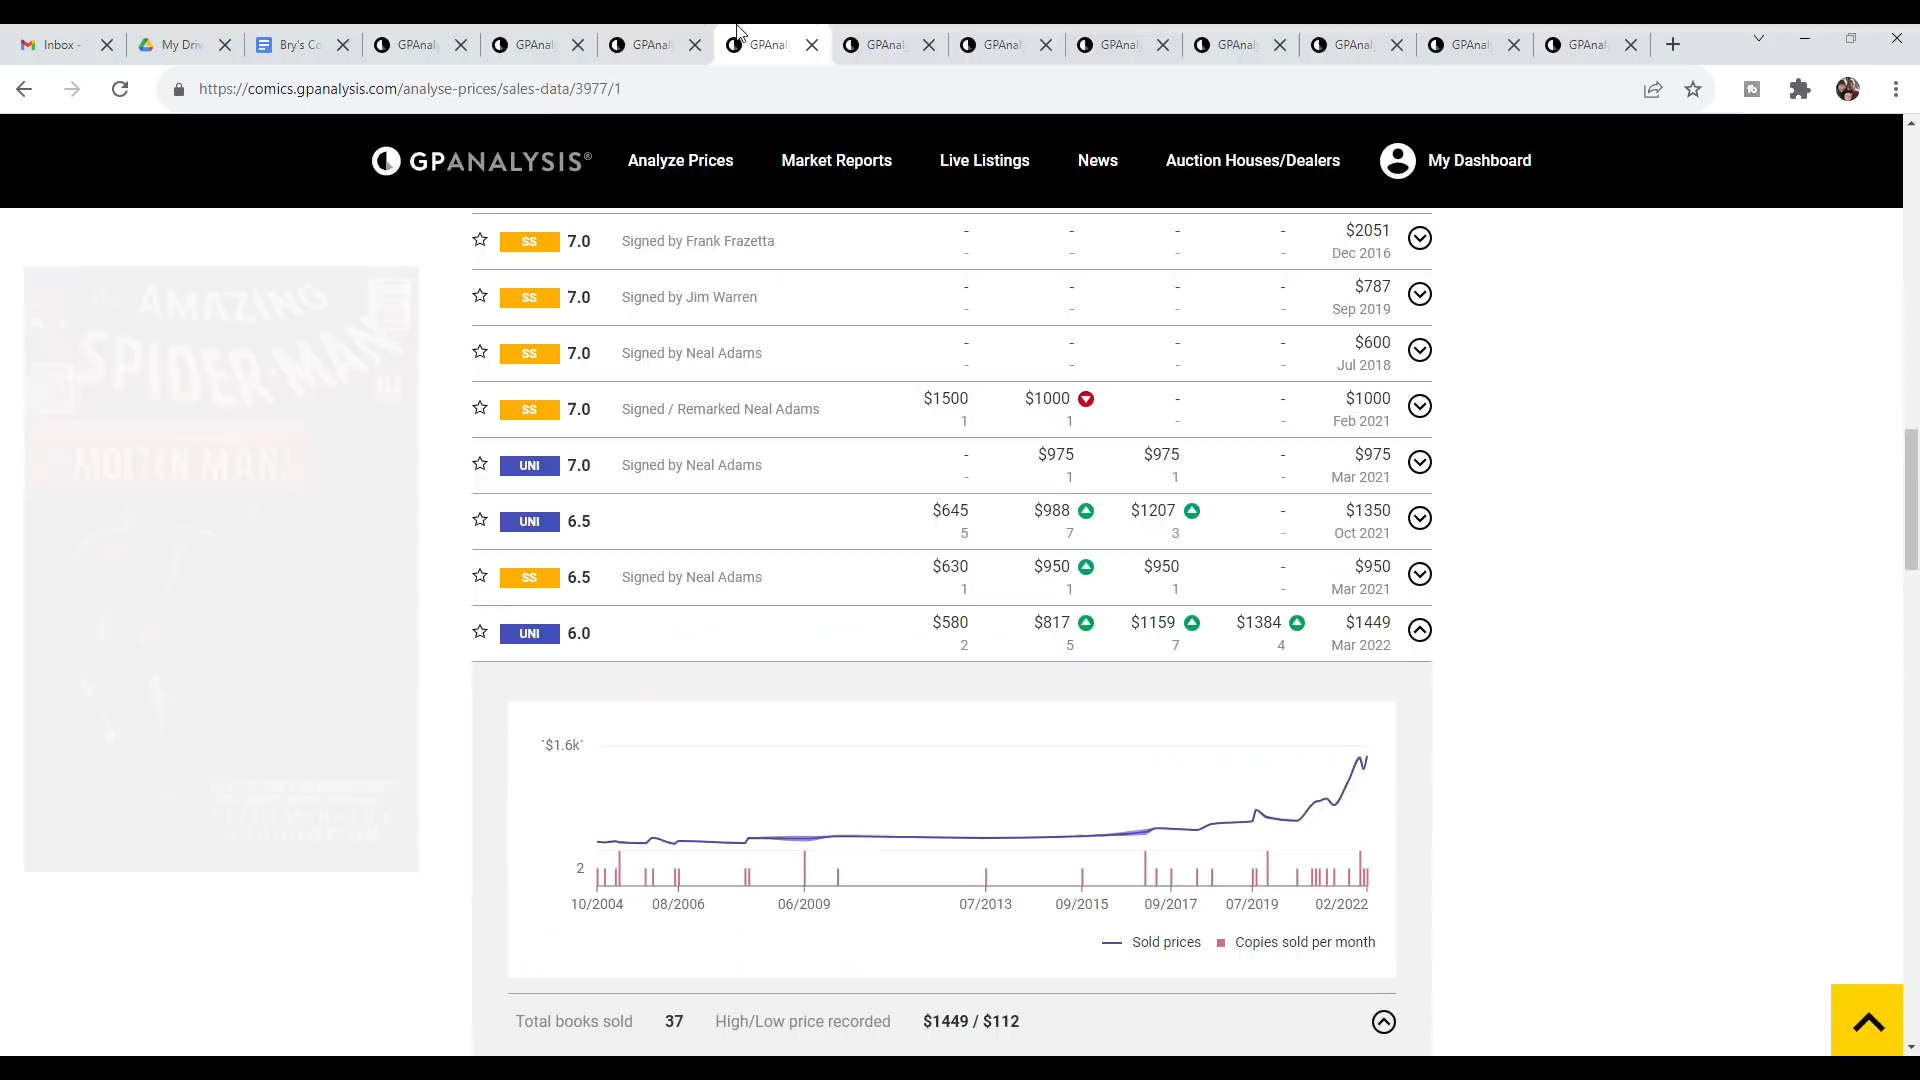 Inbox -
My Driv
Bry's Co
GPAnal
GPAnal
GPAnal
GPAnal
GPAnal
GPAnal
GPAnal
GPAnal
GPAnal
GPAnal
GPAnal
https://comics.gpanalysis.com/analyse-prices/sales-data/3977/1
GPANALYSIS®
Analyze Prices
Market Reports
Live Listings
News
Auction Houses/Dealers
My Dashboard
SS 7.0 Signed by Frank Frazetta - - - - $2051
- - - - Dec 2016
SS 7.0 Signed by Jim Warren - - - - $787
- - - - Sep 2019
SS 7.0 Signed by Neal Adams - - - - $600
- - - - Jul 2018
SS 7.0 Signed / Remarked Neal Adams $1500 $1000 - - $1000
1 1 - - Feb 2021
UNI 7.0 Signed by Neal Adams - $975 $975 - $975
- 1 1 - Mar 2021
UNI 6.5 $645 $988 $1207 - $1350
5 7 3 - Oct 2021
SS 6.5 Signed by Neal Adams $630 $950 $950 - $950
1 1 1 - Mar 2021
UNI 6.0 $580 $817 $1159 $1384 $1449
2 5 7 4 Mar 2022
AMAZING
SPIDER-MAN
MOLTEN MAN!
`$1.6k`
2
10/2004 08/2006 06/2009 07/2013 09/2015 09/2017 07/2019 02/2022
Sold prices Copies sold per month
Total books sold 37 High/Low price recorded $1449 / $112